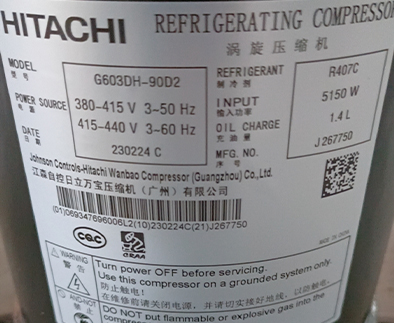 HITACHI REFRIGERATING COMPRESSOR
涡旋压缩机
MODEL
型号
G603DH-90D2
POWER SOURCE
电源
380-415 V 3~50 Hz
415-440 V 3~60 Hz
DATE
日期
230224 C
REFRIGERANT
制冷剂
R407C
INPUT
输入功率
5150 W
OIL CHARGE
充油量
1.4 L
MFG. NO.
序号
J267750
Johnson Controls-Hitachi Wanbao Compressor (Guangzhou) Co.,Ltd.
江森自控日立万宝压缩机（广州）有限公司
(01)069347696006L2(10)230224C(21)J267750
CQC
CRAA
MADE IN CHINA
WARNING
警告
Turn power OFF before servicing.
Use this compressor on a grounded system only.
防止触电！
在维修前请关闭电源，并请切实接好地线，以防触电。
DO NOT put flammable or explosive gas into the